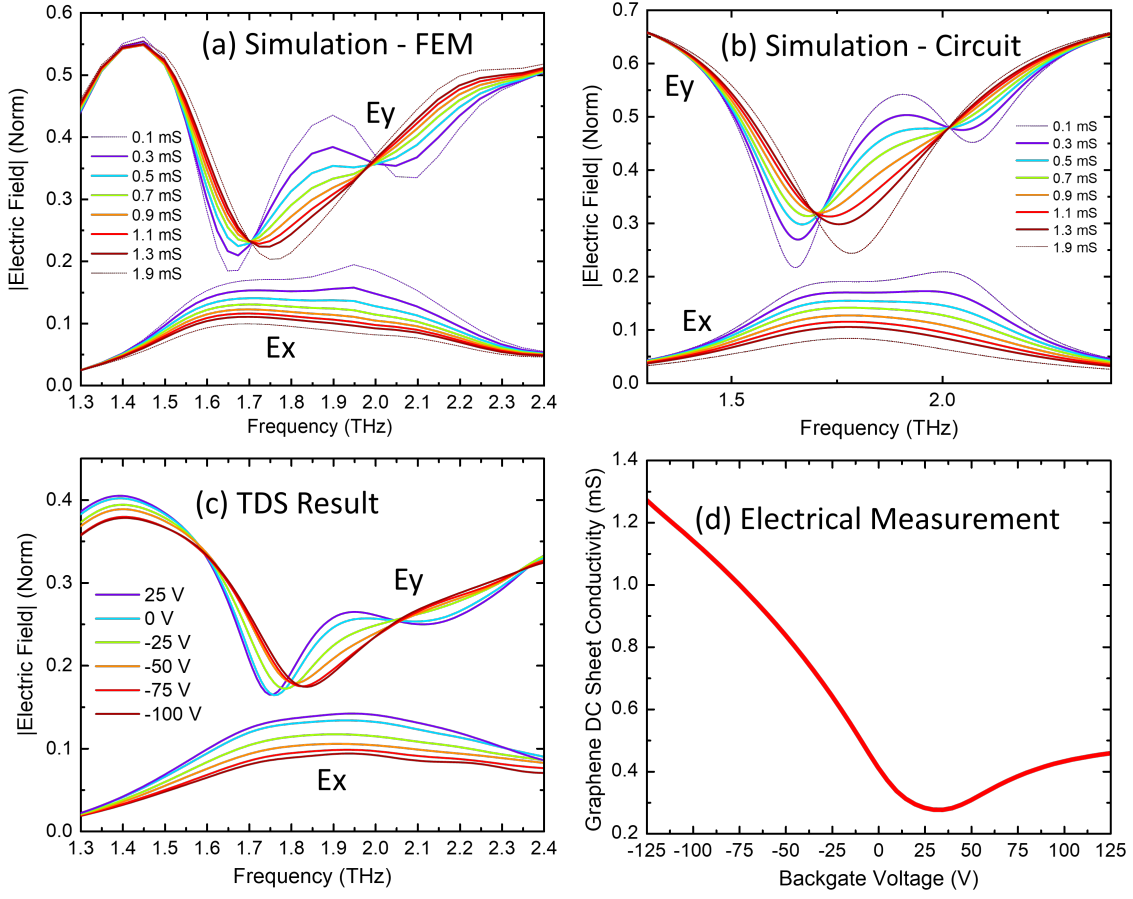 (a) Simulation - FEM
|Electric Field| (Norm)
0.6
0.5
0.4
0.3
0.2
0.1
0.0
Ey
0.1 mS
0.3 mS
0.5 mS
0.7 mS
0.9 mS
1.1 mS
1.3 mS
1.9 mS
Ex
1.3 1.4 1.5 1.6 1.7 1.8 1.9 2.0 2.1 2.2 2.3 2.4
Frequency (THz)
(b) Simulation - Circuit
|Electric Field| (Norm)
0.7
0.6
0.5
0.4
0.3
0.2
0.1
0.0
Ey
0.1 mS
0.3 mS
0.5 mS
0.7 mS
0.9 mS
1.1 mS
1.3 mS
1.9 mS
Ex
1.5 2.0
Frequency (THz)
(c) TDS Result
|Electric Field| (Norm)
0.4
0.3
0.2
0.1
0.0
Ey
25 V
0 V
-25 V
-50 V
-75 V
-100 V
Ex
1.3 1.4 1.5 1.6 1.7 1.8 1.9 2.0 2.1 2.2 2.3 2.4
Frequency (THz)
(d) Electrical Measurement
Graphene DC Sheet Conductivity (mS)
1.4
1.2
1.0
0.8
0.6
0.4
0.2
-125 -100 -75 -50 -25 0 25 50 75 100 125
Backgate Voltage (V)